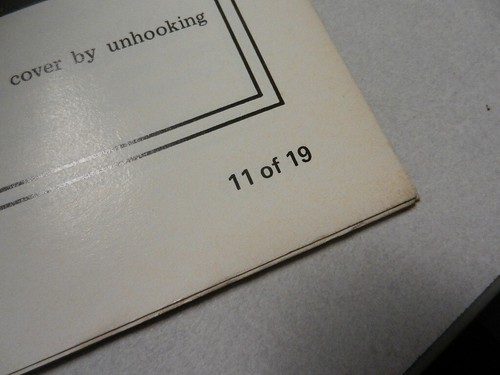 cover by unhooking
11 of 19